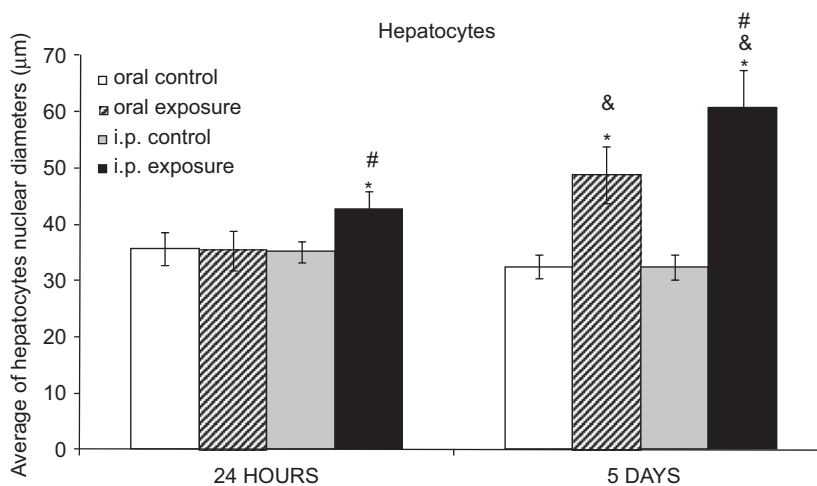 Hepatocytes
Average of hepatocytes nuclear diameters (μm)
70
60
50
40
30
20
10
0
oral control
oral exposure
i.p. control
i.p. exposure
#
*
&
*
#
&
*
24 HOURS
5 DAYS